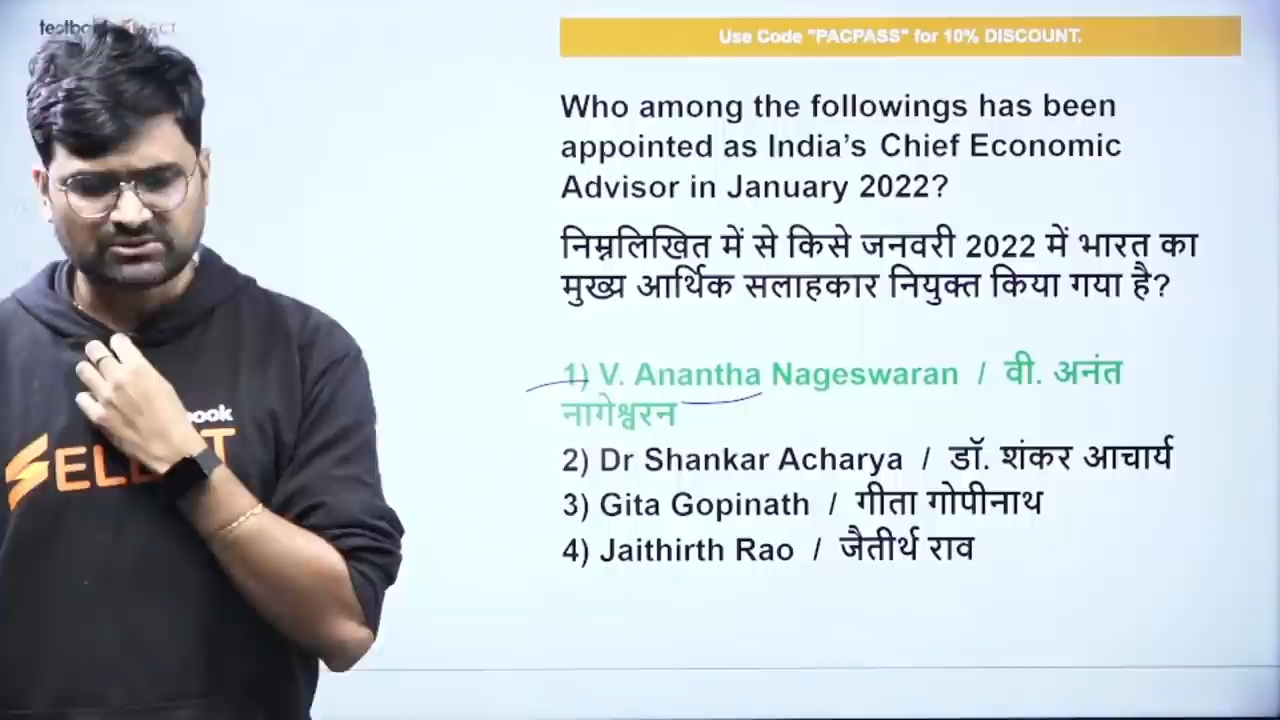 Use Code "PACPASS" for 10% DISCOUNT.
Who among the followings has been
appointed as India's Chief Economic
Advisor in January 2022?
निम्नलिखित में से किसे जनवरी 2022 में भारत का
मुख्य आर्थिक सलाहकार नियुक्त किया गया है?
1) V. Anantha Nageswaran / वी. अनंत
नागेश्वरन
2) Dr Shankar Acharya / डॉ. शंकर आचार्य
3) Gita Gopinath / गीता गोपीनाथ
4) Jaithirth Rao / जैतीर्थ राव